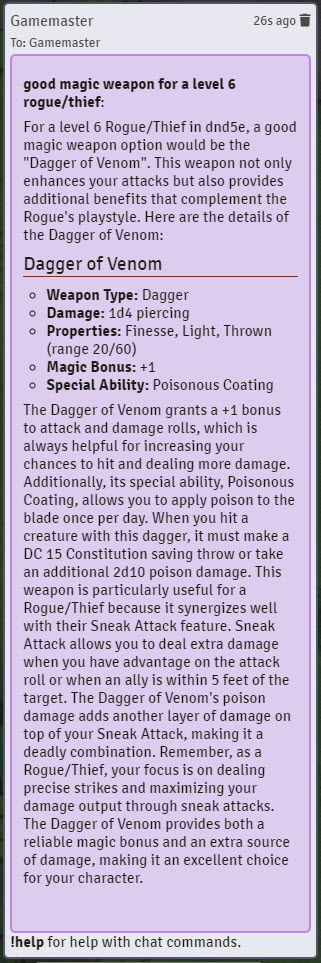 Gamemaster 26s ago
To: Gamemaster
good magic weapon for a level 6
rogue/thief:
For a level 6 Rogue/Thief in dnd5e, a good
magic weapon option would be the
"Dagger of Venom". This weapon not only
enhances your attacks but also provides
additional benefits that complement the
Rogue's playstyle. Here are the details of
the Dagger of Venom:
Dagger of Venom
Weapon Type: Dagger
Damage: 1d4 piercing
Properties: Finesse, Light, Thrown
(range 20/60)
Magic Bonus: +1
Special Ability: Poisonous Coating
The Dagger of Venom grants a +1 bonus
to attack and damage rolls, which is
always helpful for increasing your
chances to hit and dealing more damage.
Additionally, its special ability, Poisonous
Coating, allows you to apply poison to the
blade once per day. When you hit a
creature with this dagger, it must make a
DC 15 Constitution saving throw or take
an additional 2d10 poison damage. This
weapon is particularly useful for a
Rogue/Thief because it synergizes well
with their Sneak Attack feature. Sneak
Attack allows you to deal extra damage
when you have advantage on the attack
roll or when an ally is within 5 feet of the
target. The Dagger of Venom's poison
damage adds another layer of damage on
top of your Sneak Attack, making it a
deadly combination. Remember, as a
Rogue/Thief, your focus is on dealing
precise strikes and maximizing your
damage output through sneak attacks.
The Dagger of Venom provides both a
reliable magic bonus and an extra source
of damage, making it an excellent choice
for your character.
!help for help with chat commands.